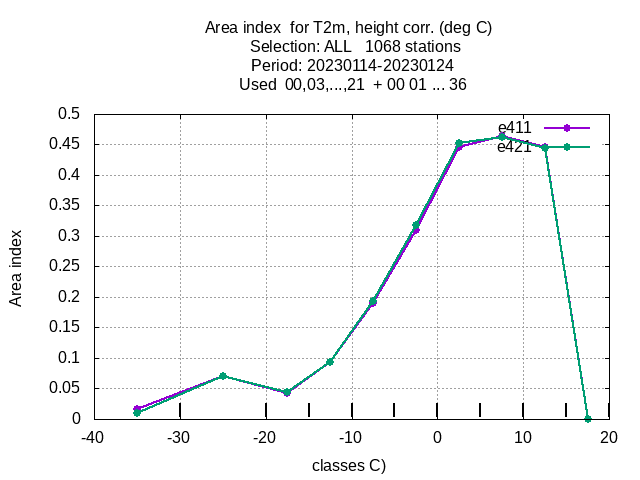 Area index  for T2m, height corr. (deg C)
Selection: ALL   1068 stations
Period: 20230114-20230124
Used  00,03,...,21  + 00 01 ... 36
0.5
0.45
0.4
0.35
0.3
0.25
0.2
0.15
0.1
0.05
0
Area index
e411
e421
-40 -30 -20 -10 0 10 20
classes C)